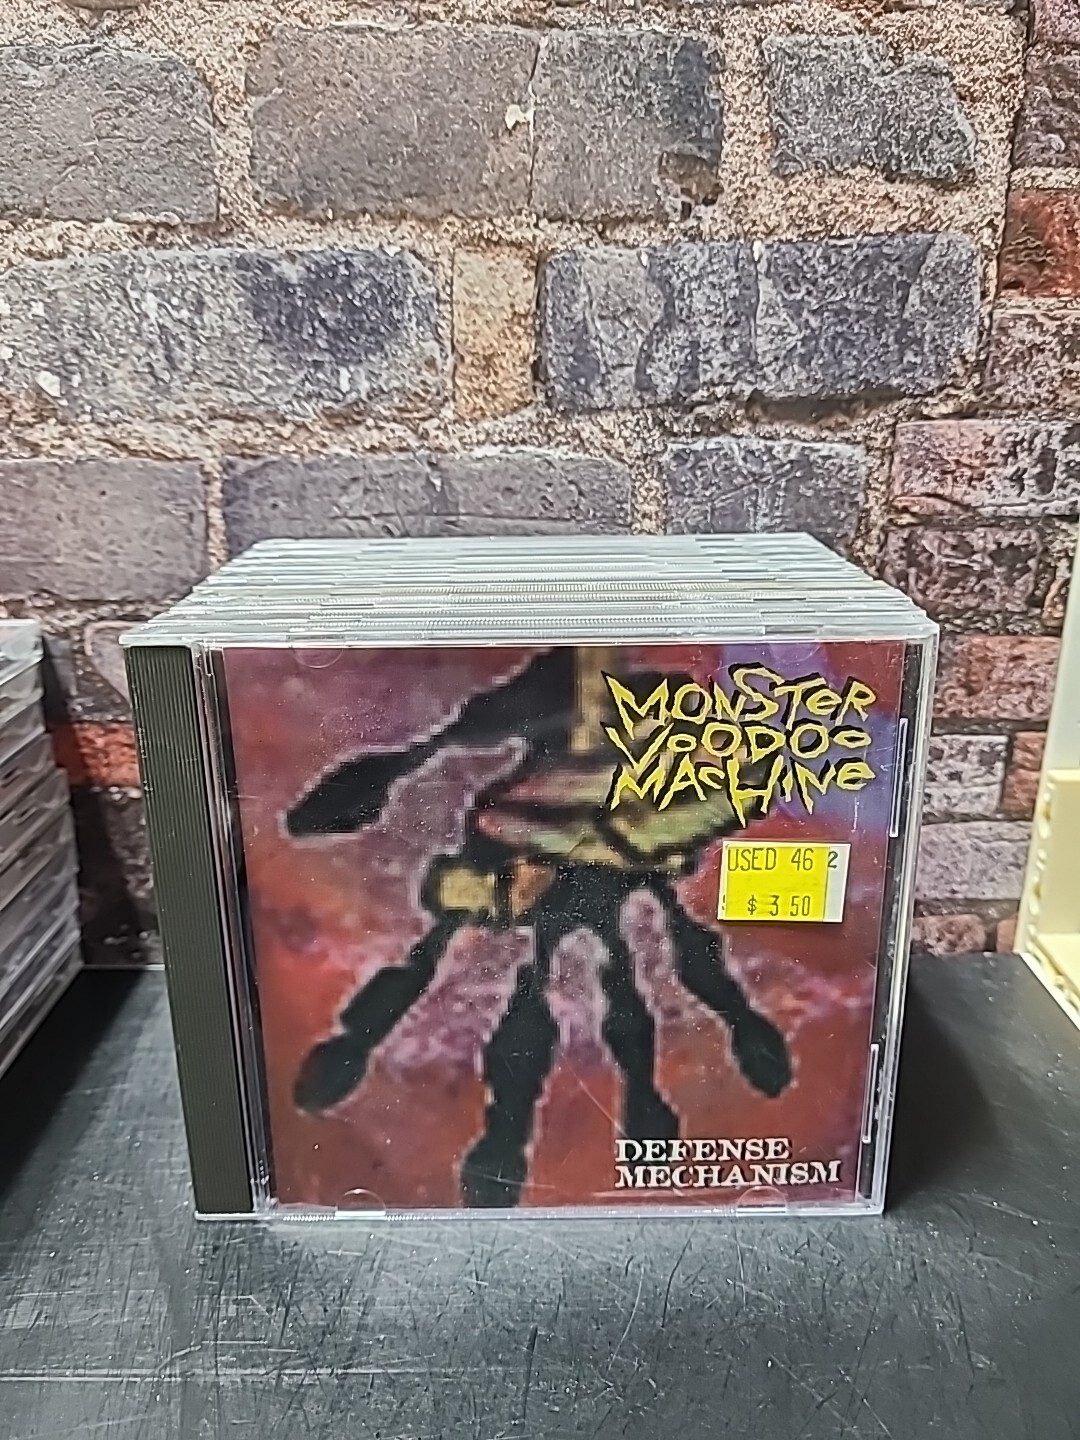 MONSTER
VOODOO
MACHINE
USED 46 2
$ 3 50
DEFENSE
MECHANISM